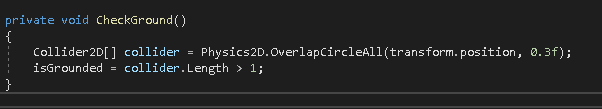 private void CheckGround()
{
Collider2D[] collider = Physics2D.OverlapCircleAll(transform.position, 0.3f);
isGrounded = collider.Length > 1;
}